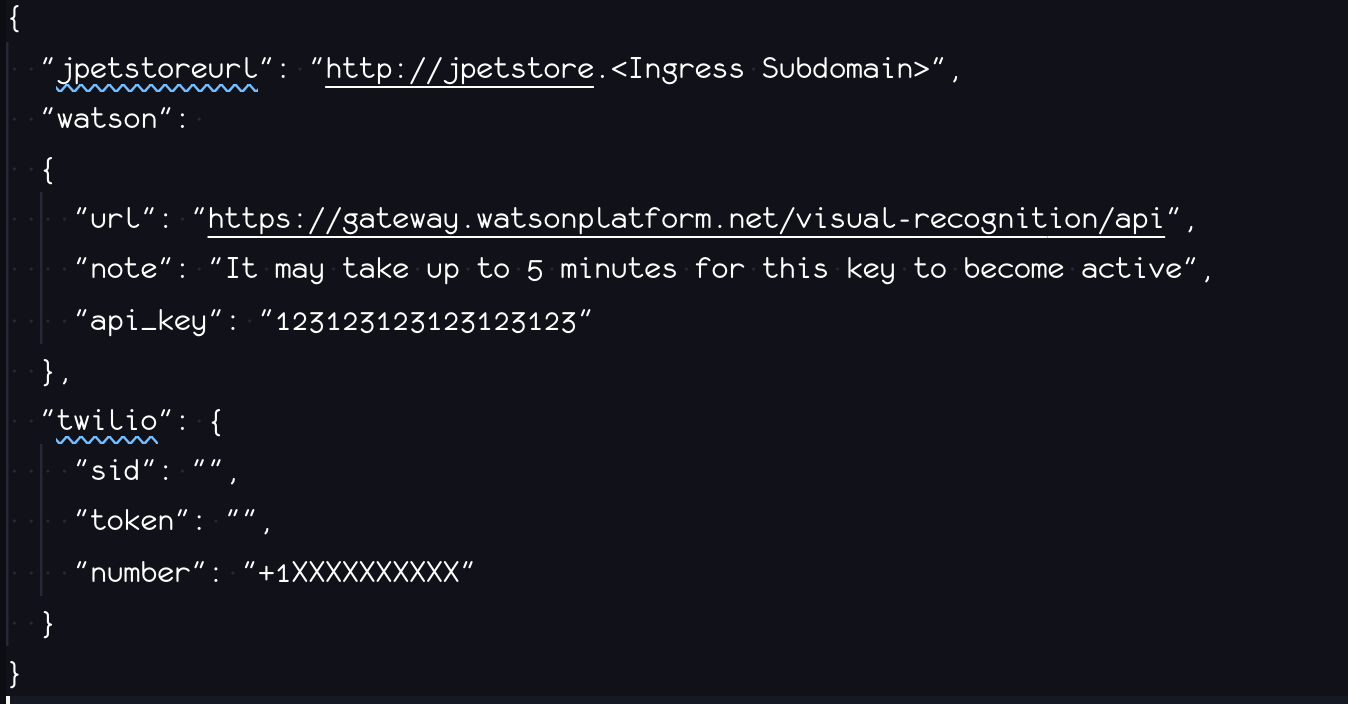 {
  "jpetstoreurl": "http://jpetstore.<Ingress Subdomain>",
  "watson":
  {
    "url": "https://gateway.watsonplatform.net/visual-recognition/api",
    "note": "It may take up to 5 minutes for this key to become active",
    "api_key": "123123123123123123"
  },
  "twilio": {
    "sid": "",
    "token": "",
    "number": "+1XXXXXXXXXX"
  }
}